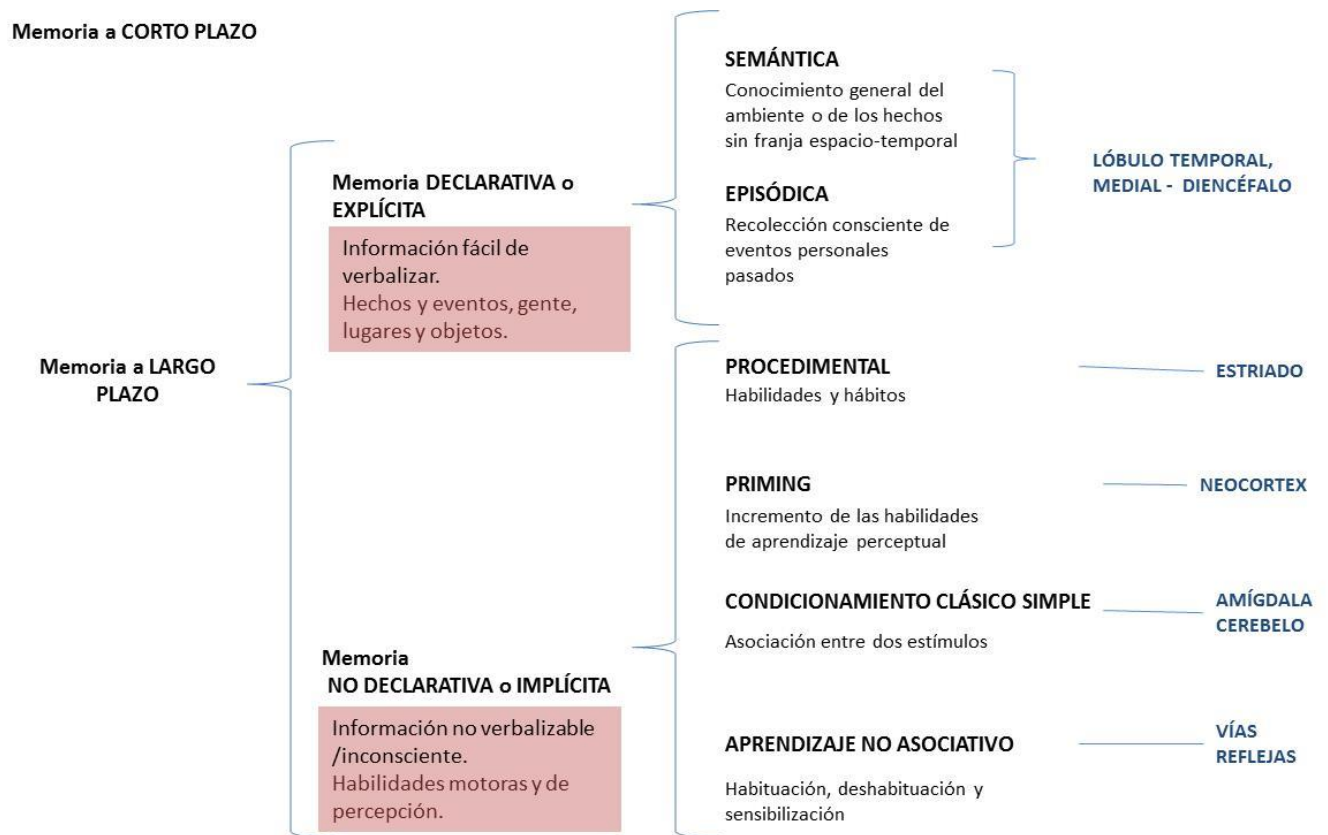 Memoria a CORTO PLAZO
Memoria a LARGO
PLAZO
Memoria DECLARATIVA o
EXPLÍCITA
Información fácil de
verbalizar.
Hechos y eventos, gente,
lugares y objetos.
SEMÁNTICA
Conocimiento general del
ambiente o de los hechos
sin franja espacio-temporal
EPISÓDICA
Recolección consciente de
eventos personales
pasados
LÓBULO TEMPORAL,
MEDIAL - DIENCÉFALO
Memoria
NO DECLARATIVA o IMPLÍCITA
Información no verbalizable
/inconsciente.
Habilidades motoras y de
percepción.
PROCEDIMENTAL
Habilidades y hábitos
ESTRIADO
PRIMING
Incremento de las habilidades
de aprendizaje perceptual
NEOCORTEX
CONDICIONAMIENTO CLÁSICO SIMPLE
Asociación entre dos estímulos
AMÍGDALA
CEREBELO
APRENDIZAJE NO ASOCIATIVO
Habituación, deshabituación y
sensibilización
VÍAS
REFLEJAS